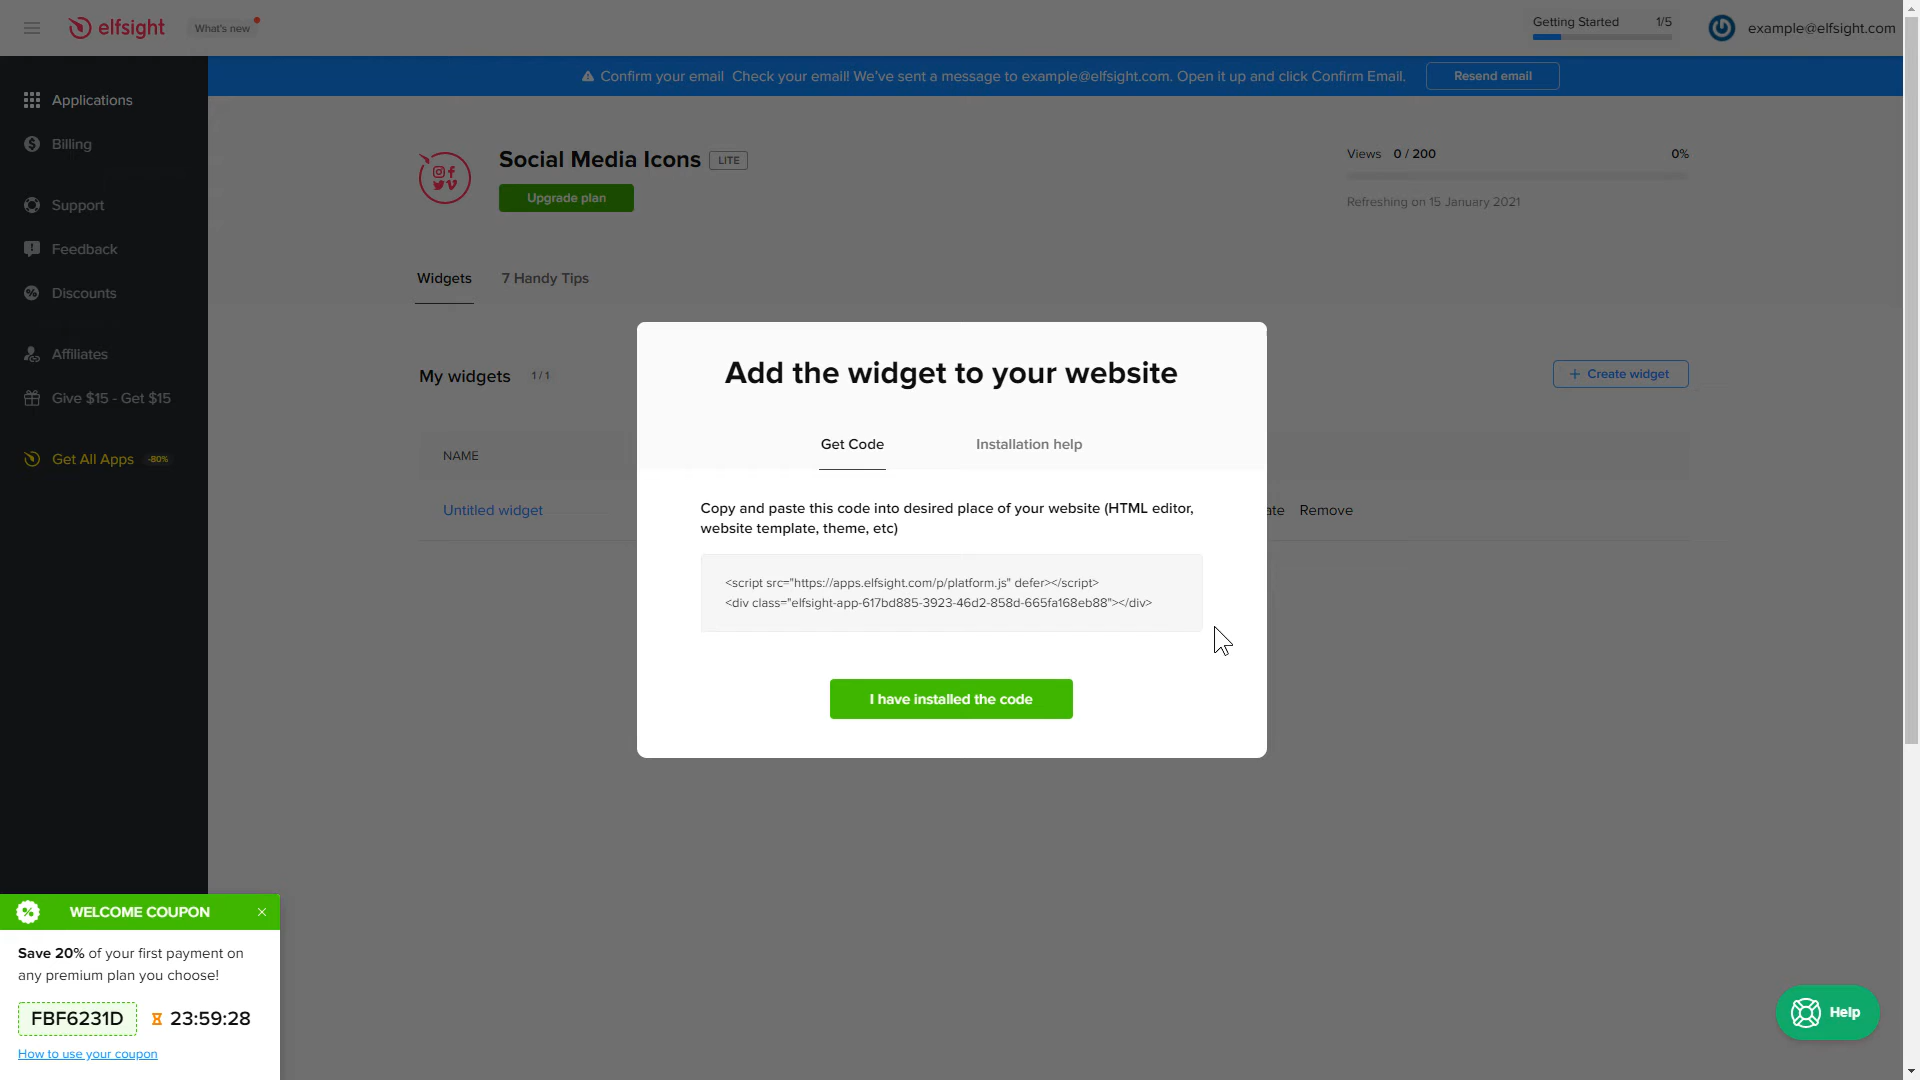 elfsight
What's new
Getting Started 1/5
example@elfsight.com
Confirm your email Check your email! We've sent a message to example@elfsight.com. Open it up and click Confirm Email.
Resend email
Applications
Billing
Support
Feedback
Discounts
Affiliates
Give $15 - Get $15
Get All Apps -80%
Social Media Icons LITE
Upgrade plan
Views 0 / 200 0%
Refreshing on 15 January 2021
Widgets 7 Handy Tips
My widgets 1 / 1
+ Create widget
NAME
Untitled widget
Remove
Add the widget to your website
Get Code Installation help
Copy and paste this code into desired place of your website (HTML editor,
website template, theme, etc)
<script src="https://apps.elfsight.com/p/platform.js" defer></script>
<div class="elfsight-app-617bd885-3923-46d2-858d-665fa168eb88"></div>
I have installed the code
WELCOME COUPON
Save 20% of your first payment on
any premium plan you choose!
FBF6231D 23:59:28
How to use your coupon
Help